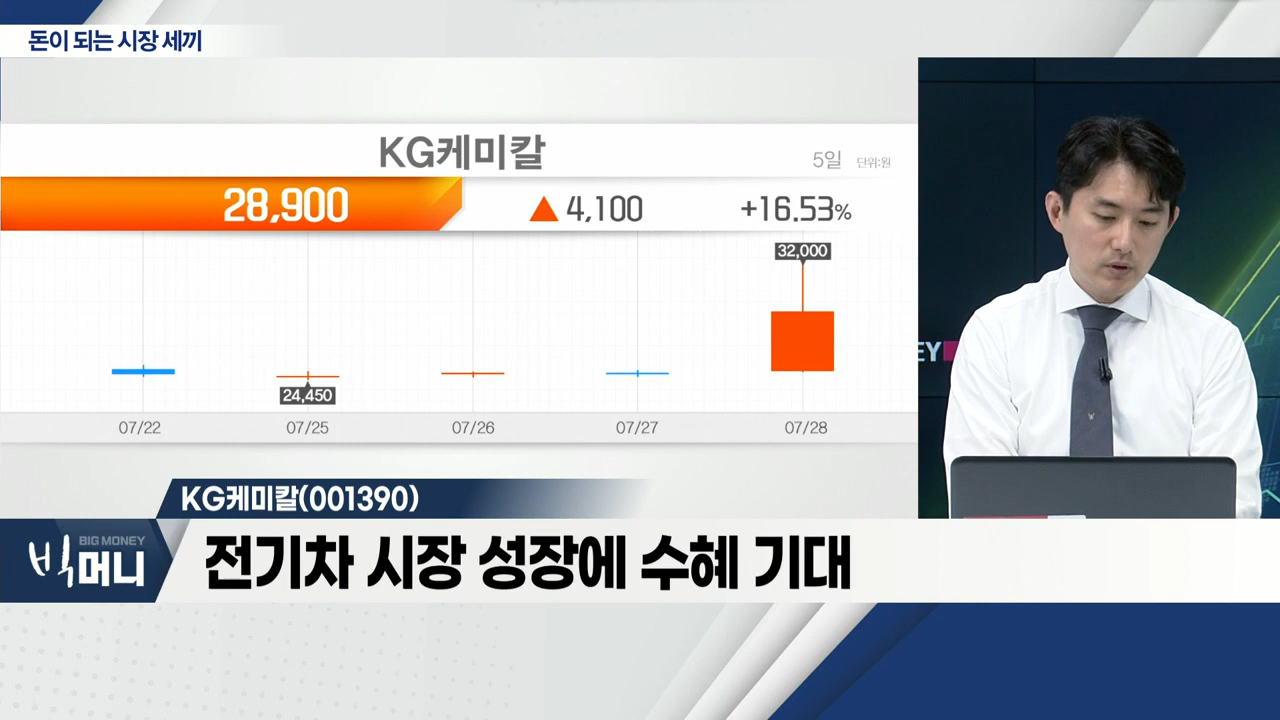 돈이 되는 시장 세끼
KG케미칼
5일 단위:원
28,900 ▲ 4,100 +16.53%
32,000
24,450
07/22 07/25 07/26 07/27 07/28
EY
KG케미칼(001390)
BIG MONEY
빅머니
전기차 시장 성장에 수혜 기대